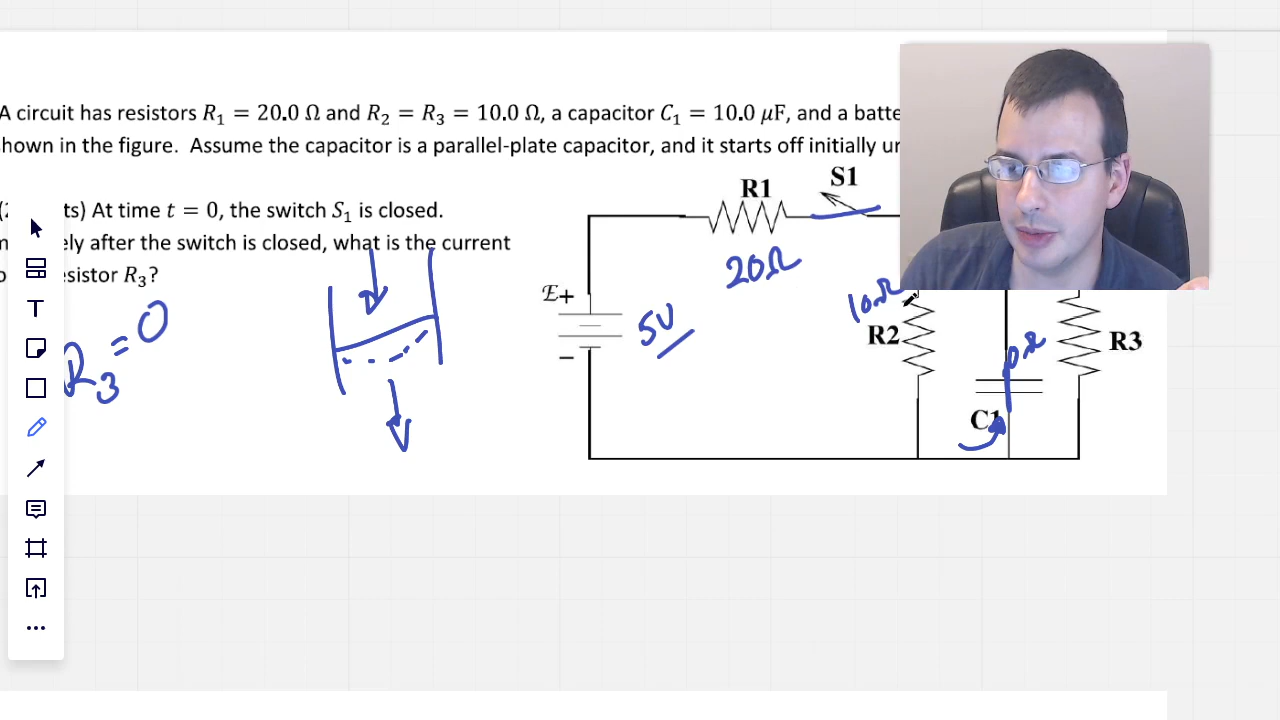 A circuit has resistors R₁ = 20.0 Ω and R₂ = R₃ = 10.0 Ω, a capacitor C₁ = 10.0 μF, and a batte
hown in the figure. Assume the capacitor is a parallel-plate capacitor, and it starts off initially
ts) At time t = 0, the switch S₁ is closed.
ely after the switch is closed, what is the current
sistor R₃?
R₃ = 0
R1
S1
20Ω
ℰ+
−
5V
10Ω
R2
0Ω
C1
R3
T